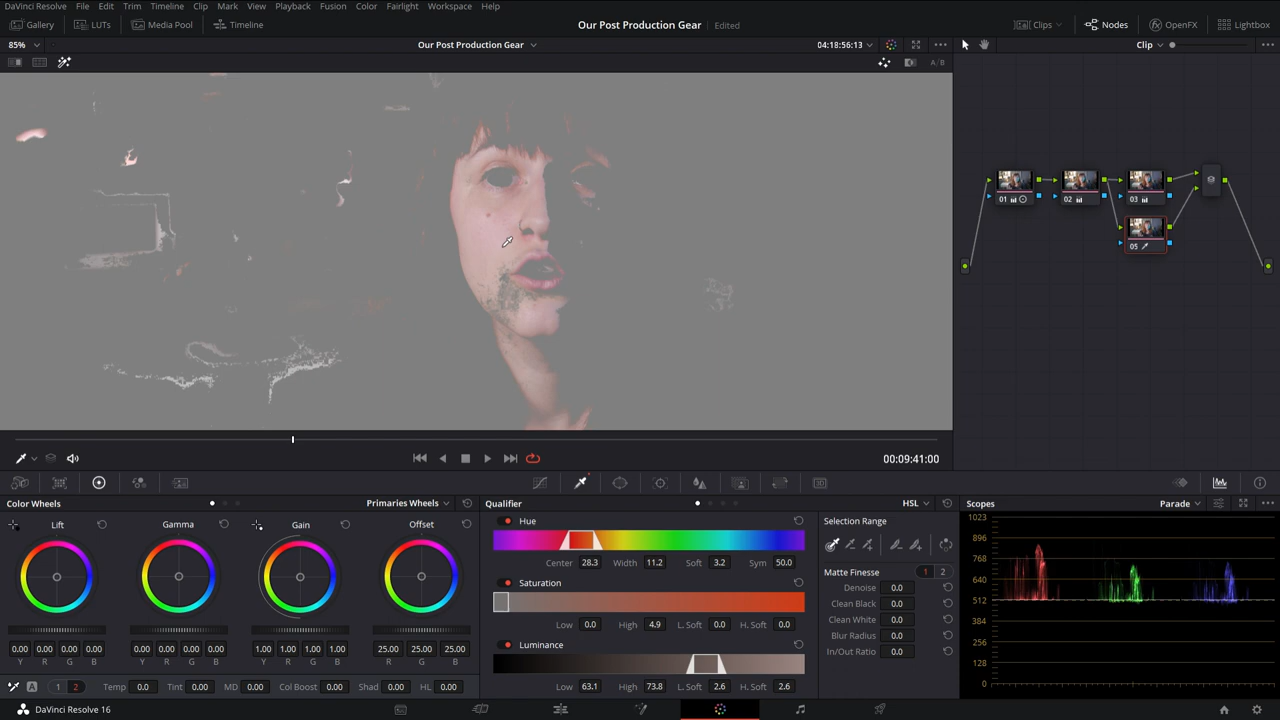 DaVinci Resolve File Edit Trim Timeline Clip Mark View Playback Fusion Color Fairlight Workspace Help
Gallery LUTs Media Pool Timeline Our Post Production Gear Edited Clips Nodes OpenFX Lightbox
85% Our Post Production Gear 04:18:56:13 Clip
A/B
01 02 03
05
00:09:41:00
Color Wheels Primaries Wheels Qualifier HSL Scopes Parade
Lift Gamma Gain Offset
Hue
Center 28.3 Width 11.2 Soft 3.2 Sym 50.0
Saturation
Low 0.0 High 4.9 L. Soft 0.0 H. Soft 0.0
Luminance
Low 63.1 High 73.8 L. Soft 2.6 H. Soft 2.6
0.00 0.00 0.00 0.00 0.00 0.00 0.00 0.00 1.00 1.00 1.00 1.00 25.00 25.00 25.00
Y R G B Y R G B Y R G B R G B
A 1 2 Temp 0.0 Tint 0.00 MD 0.00 Col Boost 0.00 Shad 0.00 HL 0.00
Selection Range
Matte Finesse 1 2
Denoise 0.0
Clean Black 0.0
Clean White 0.0
Blur Radius 0.0
In/Out Ratio 0.0
1023
896
768
640
512
384
256
128
0
DaVinci Resolve 16